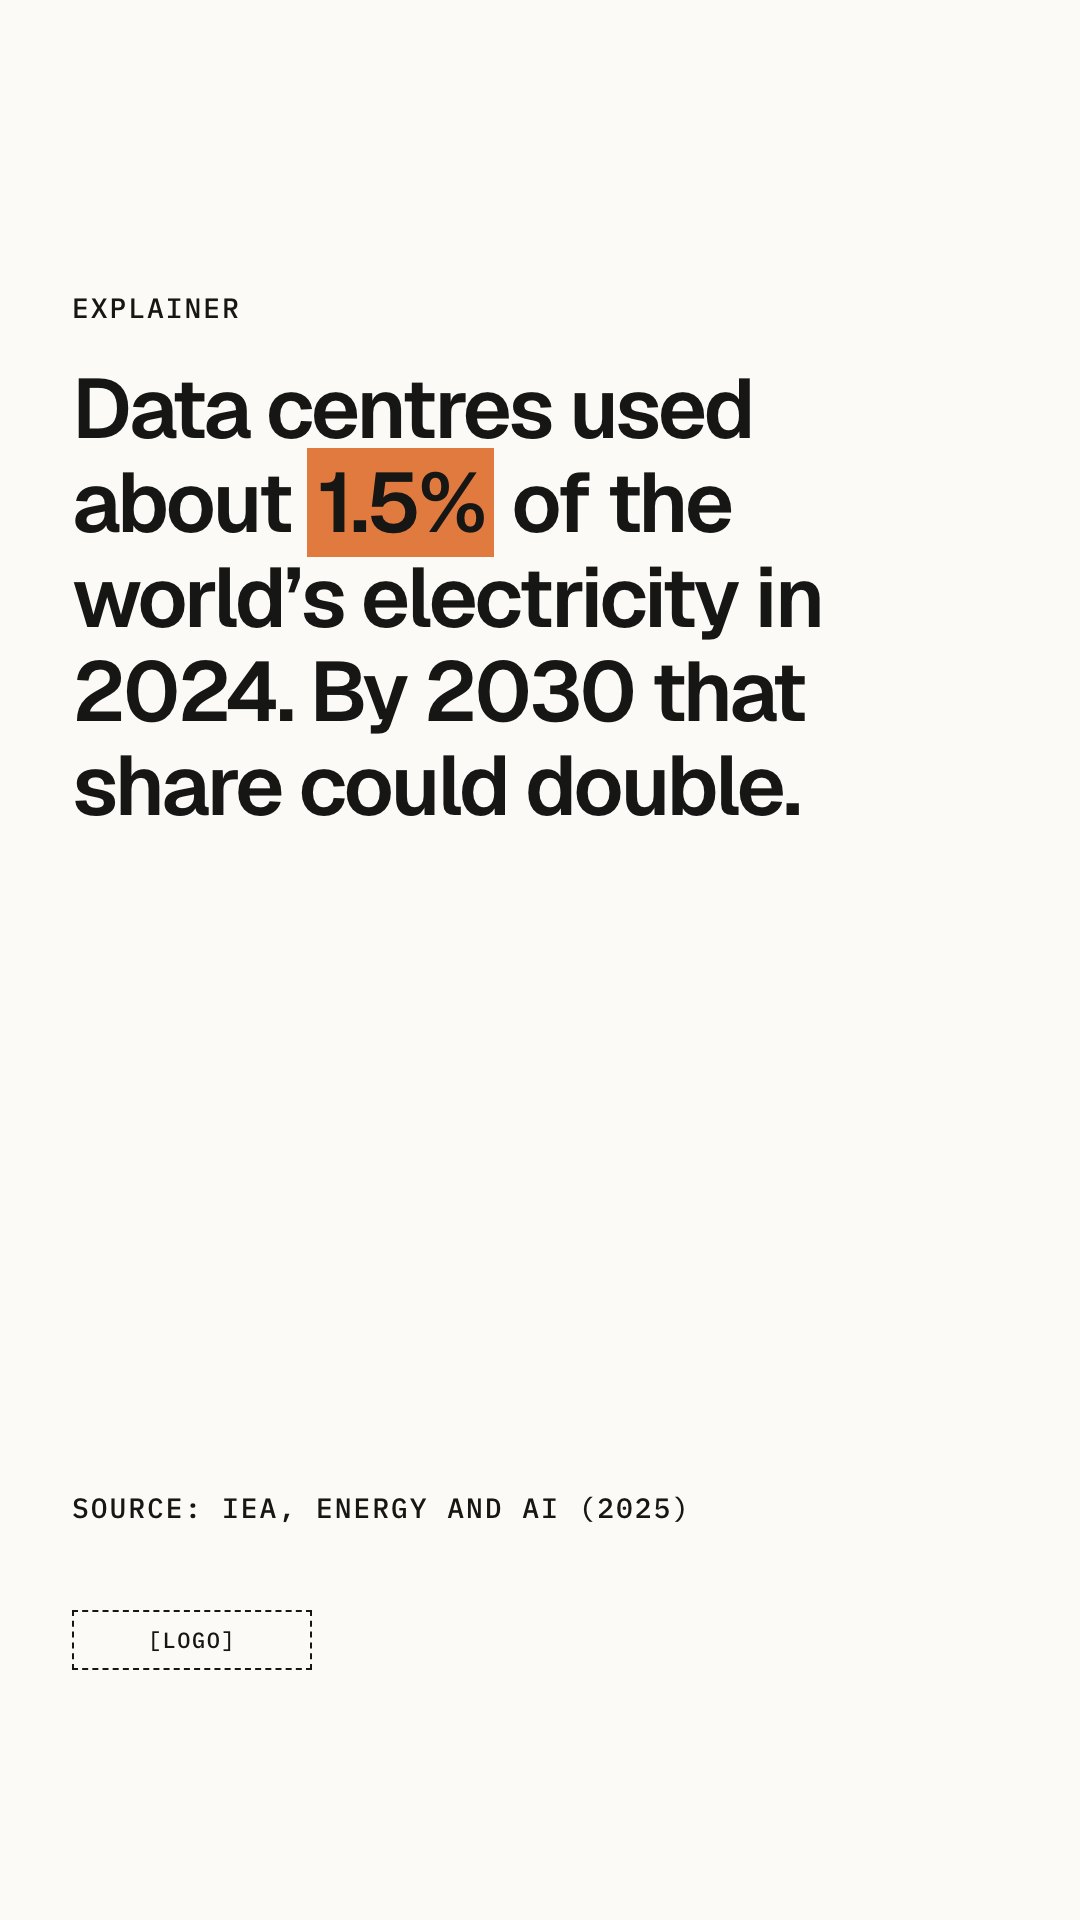 EXPLAINER
Data centres used
about 1.5% of the
world’s electricity in
2024. By 2030 that
share could double.
SOURCE: IEA, ENERGY AND AI (2025)
[LOGO]